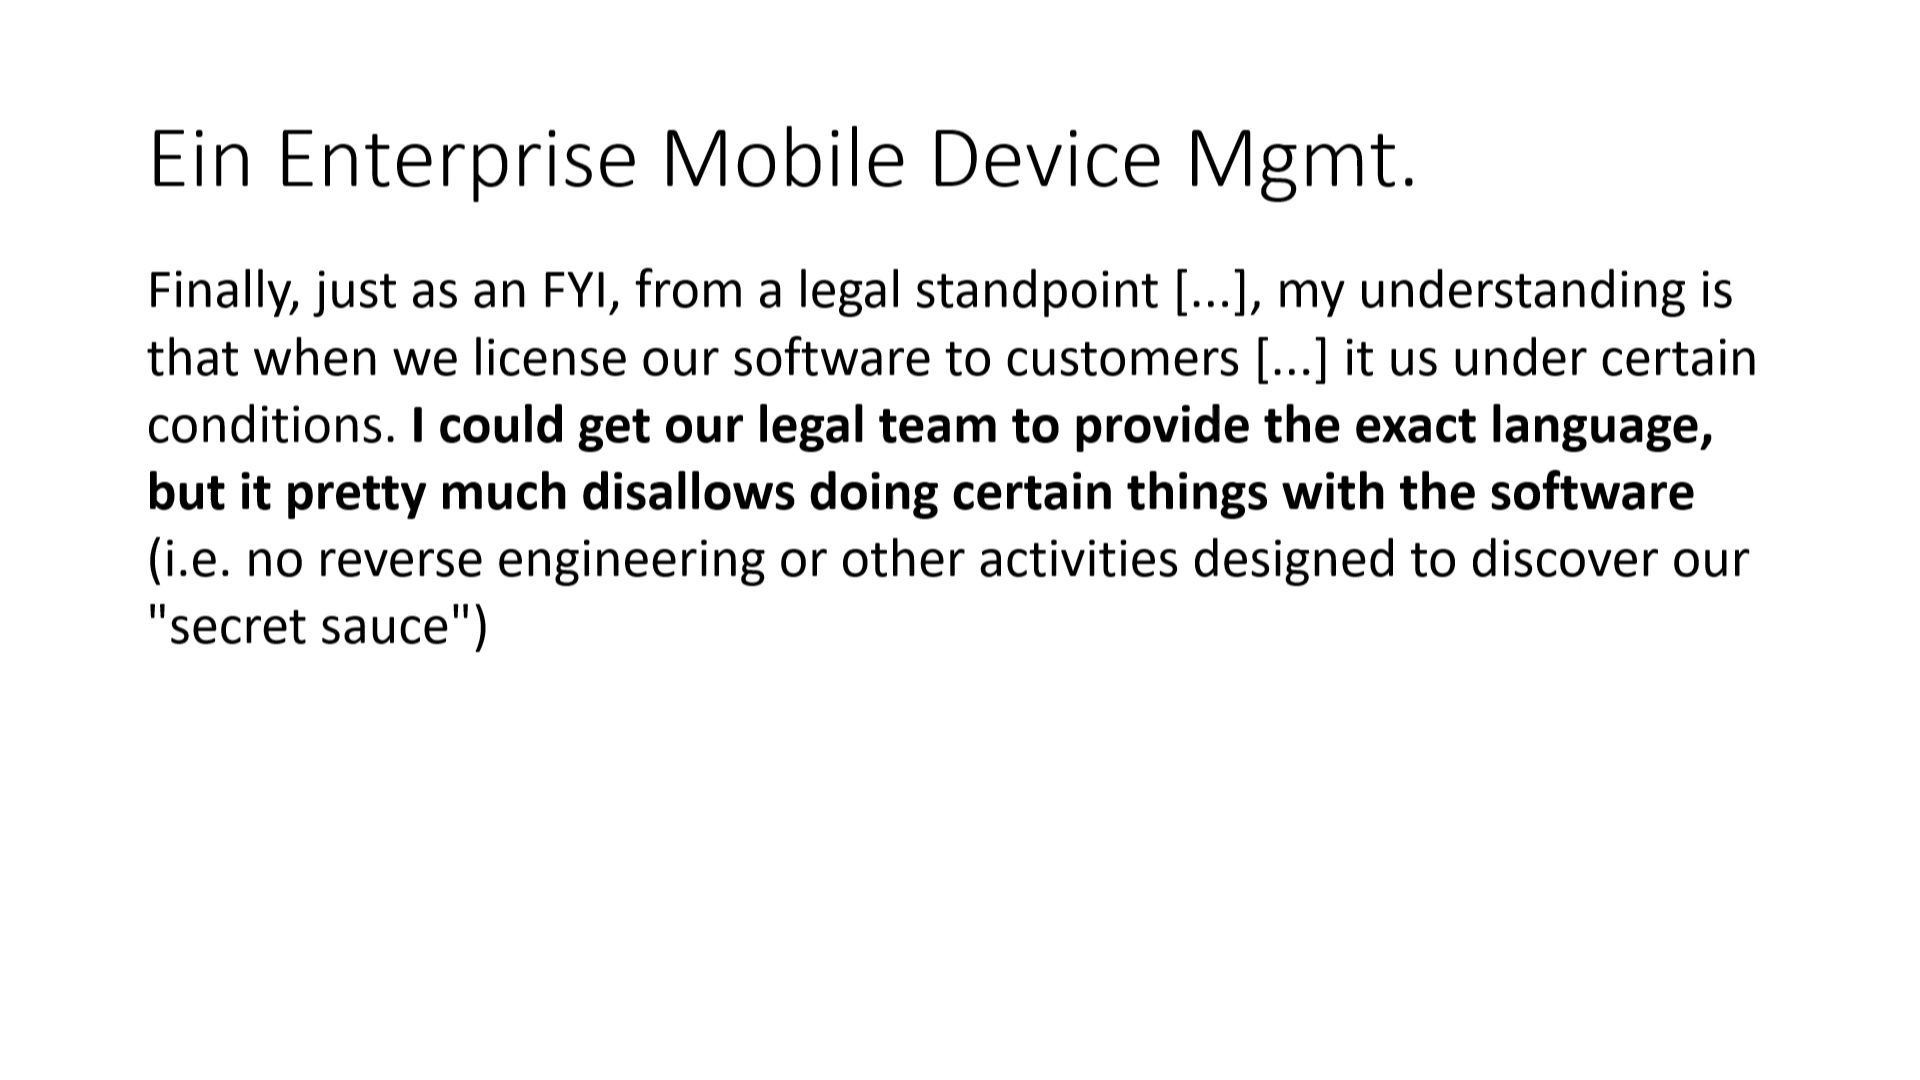 Ein Enterprise Mobile Device Mgmt.
Finally, just as an FYI, from a legal standpoint [...], my understanding is
that when we license our software to customers [...] it us under certain
conditions. I could get our legal team to provide the exact language,
but it pretty much disallows doing certain things with the software
(i.e. no reverse engineering or other activities designed to discover our
"secret sauce")